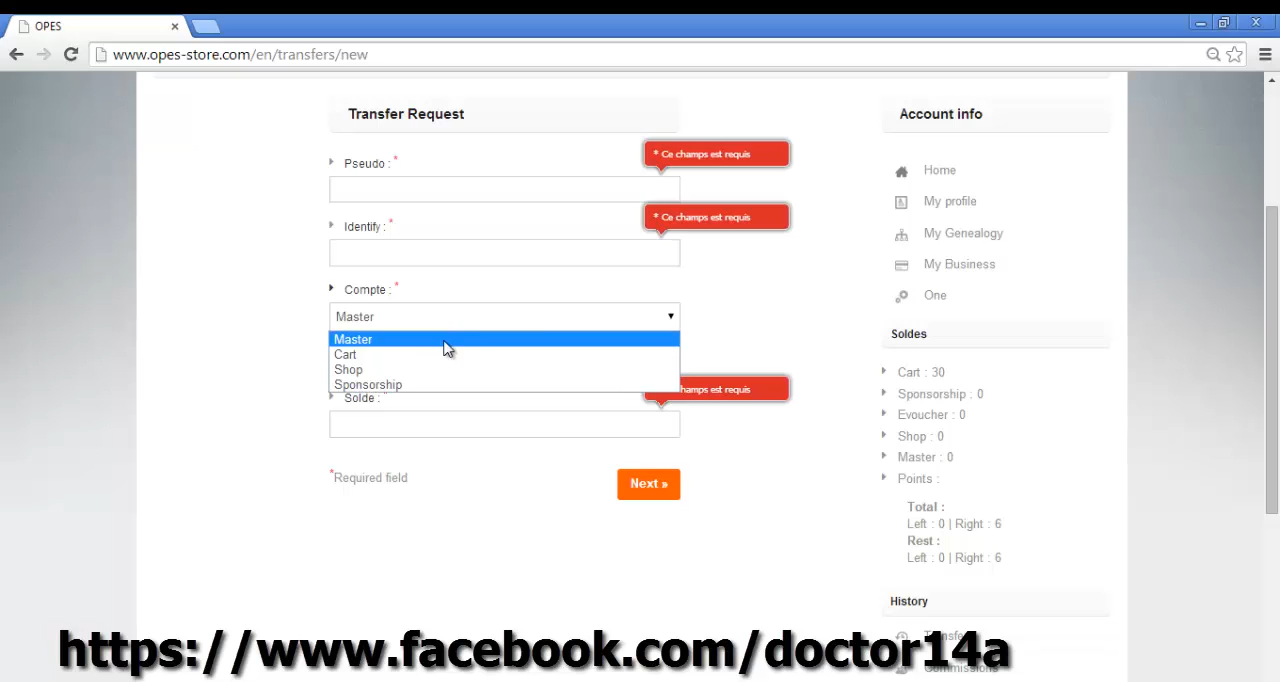 OPES
www.opes-store.com/en/transfers/new
Transfer Request
Pseudo : *
* Ce champs est requis
Identify : *
* Ce champs est requis
Compte : *
Master
Master
Cart
Shop
Sponsorship
Solde :
champs est requis
*Required field
Next »
Account info
Home
My profile
My Genealogy
My Business
One
Soldes
Cart : 30
Sponsorship : 0
Evoucher : 0
Shop : 0
Master : 0
Points :
Total :
Left : 0 | Right : 6
Rest :
Left : 0 | Right : 6
History
Commissions
https://www.facebook.com/doctor14a